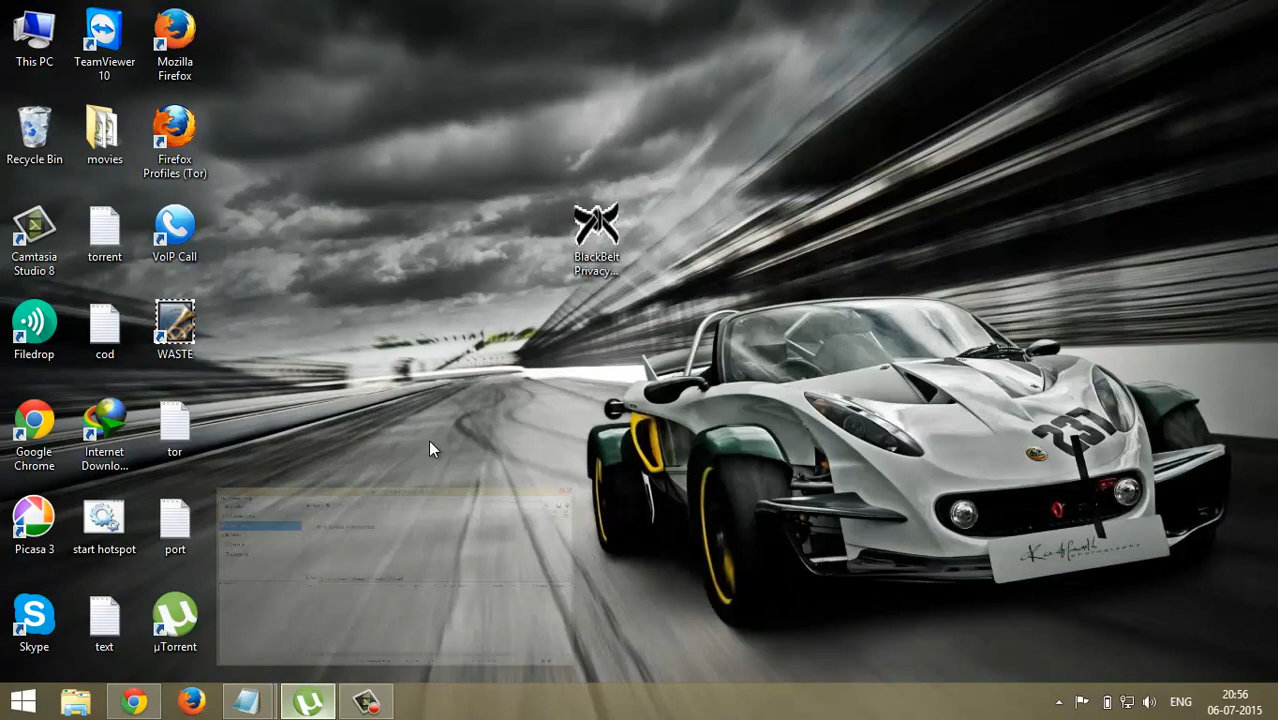 This PC
TeamViewer
10
Mozilla
Firefox
Recycle Bin
movies
Firefox
Profiles (Tor)
Camtasia
Studio 8
torrent
VoIP Call
BlackBelt
Privacy...
Filedrop
cod
WASTE
Google
Chrome
Internet
Downlo...
tor
Picasa 3
start hotspot
port
Skype
text
µTorrent
237
ENG
20:56
06-07-2015